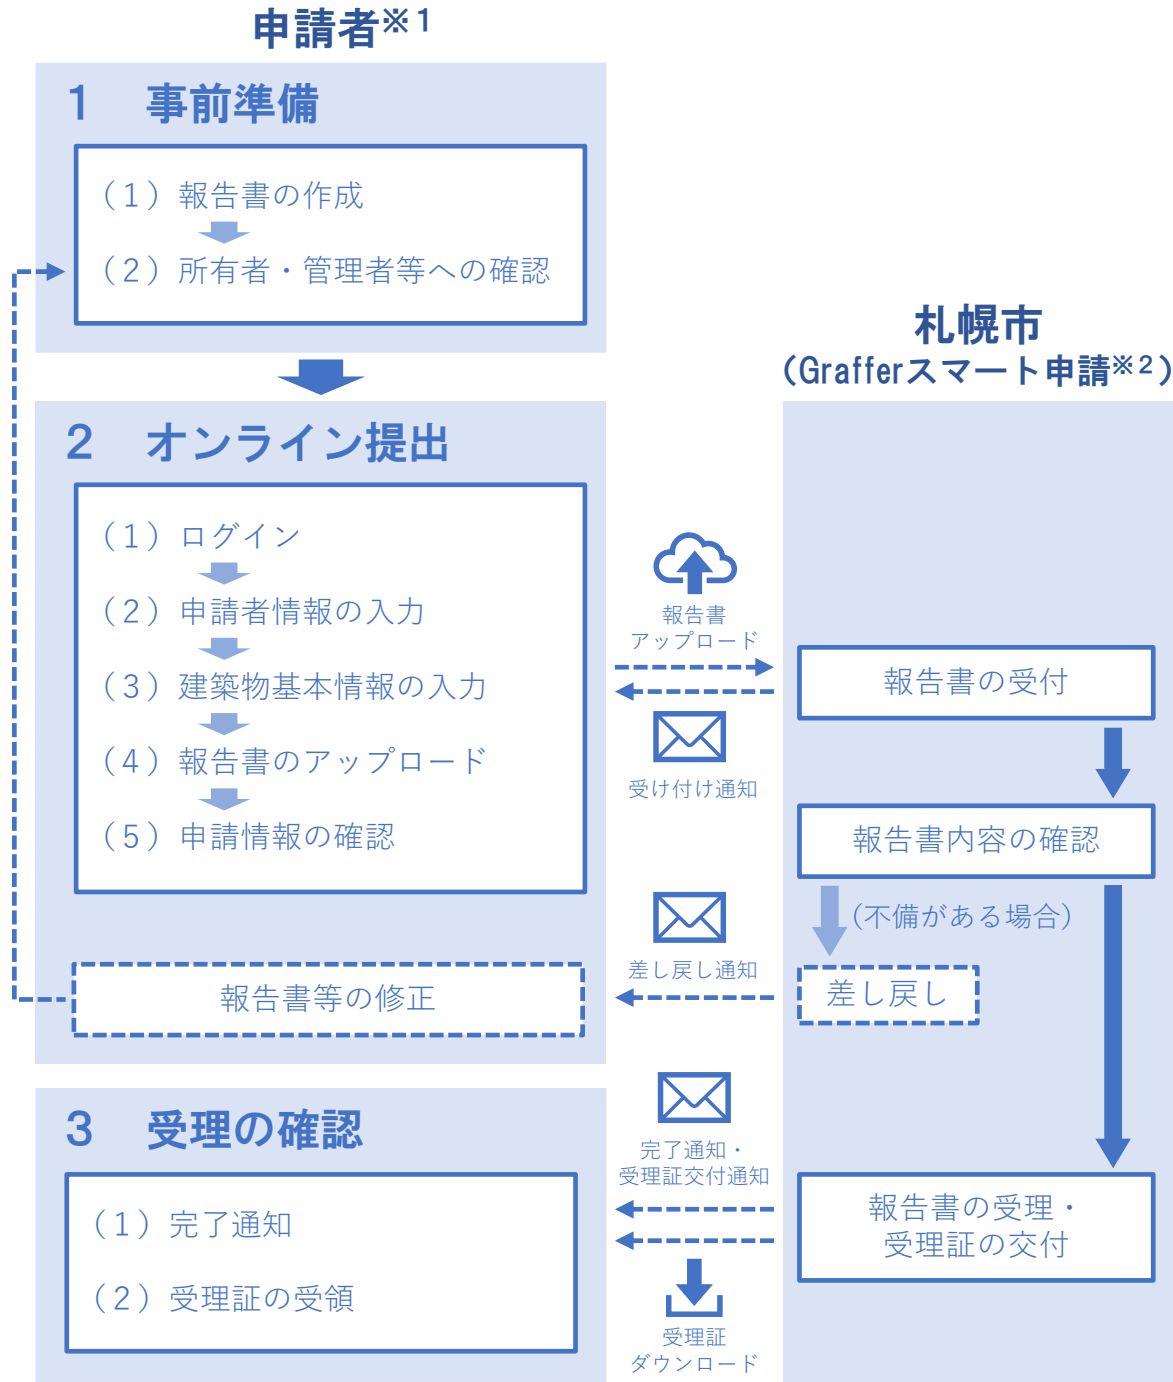 申請者※1
1 事前準備
（1）報告書の作成
（2）所有者・管理者等への確認
2 オンライン提出
（1）ログイン
（2）申請者情報の入力
（3）建築物基本情報の入力
（4）報告書のアップロード
（5）申請情報の確認
報告書等の修正
3 受理の確認
（1）完了通知
（2）受理証の受領
報告書
アップロード
受け付け通知
差し戻し通知
完了通知・
受理証交付通知
受理証
ダウンロード
札幌市
（Grafferスマート申請※2）
報告書の受付
報告書内容の確認
（不備がある場合）
差し戻し
報告書の受理・
受理証の交付